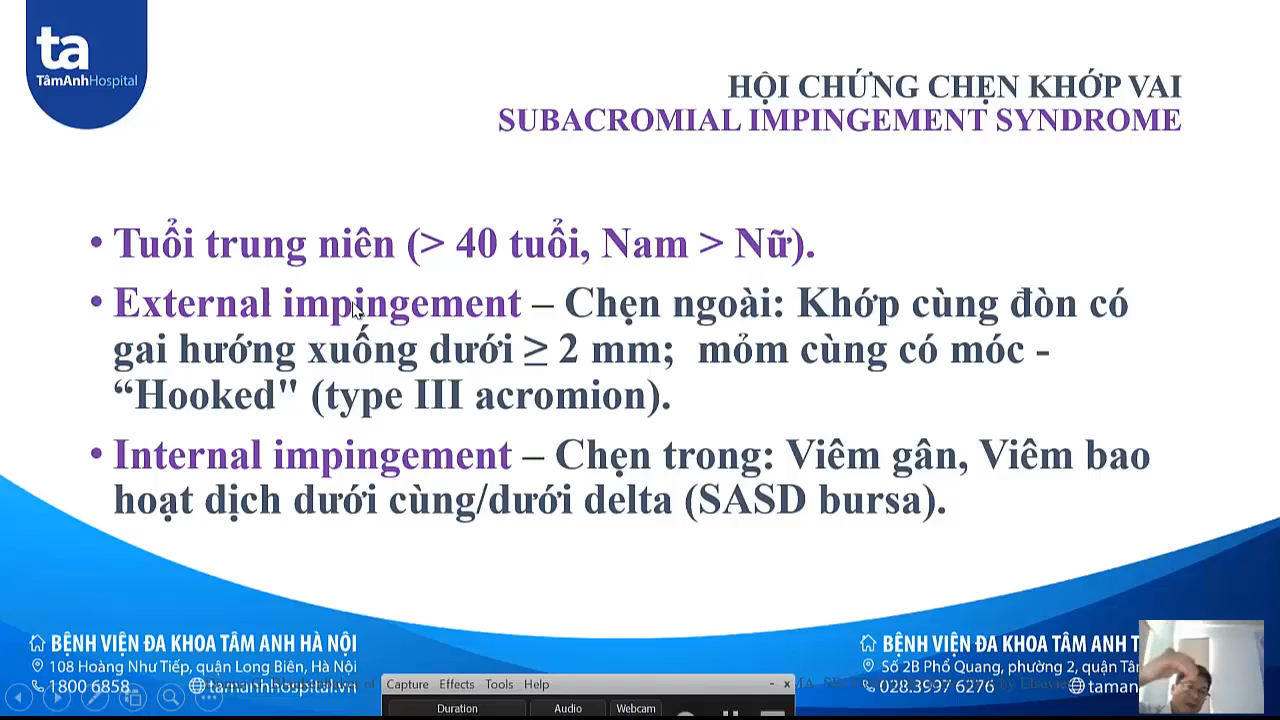 ta
TâmAnhHospital
HỘI CHỨNG CHẸN KHỚP VAI
SUBACROMIAL IMPINGEMENT SYNDROME
• Tuổi trung niên (> 40 tuổi, Nam > Nữ).
• External impingement – Chẹn ngoài: Khớp cùng đòn có
gai hướng xuống dưới ≥ 2 mm; mỏm cùng có móc -
“Hooked" (type III acromion).
• Internal impingement – Chẹn trong: Viêm gân, Viêm bao
hoạt dịch dưới cùng/dưới delta (SASD bursa).
BỆNH VIỆN ĐA KHOA TÂM ANH HÀ NỘI
108 Hoàng Như Tiếp, quận Long Biên, Hà Nội
1800 6858 tamanhhospital.vn
BỆNH VIỆN ĐA KHOA TÂM ANH T
Số 2B Phổ Quang, phường 2, quận Tâ
028.3997 6276 taman
Capture Effects Tools Help
Duration Audio Webcam